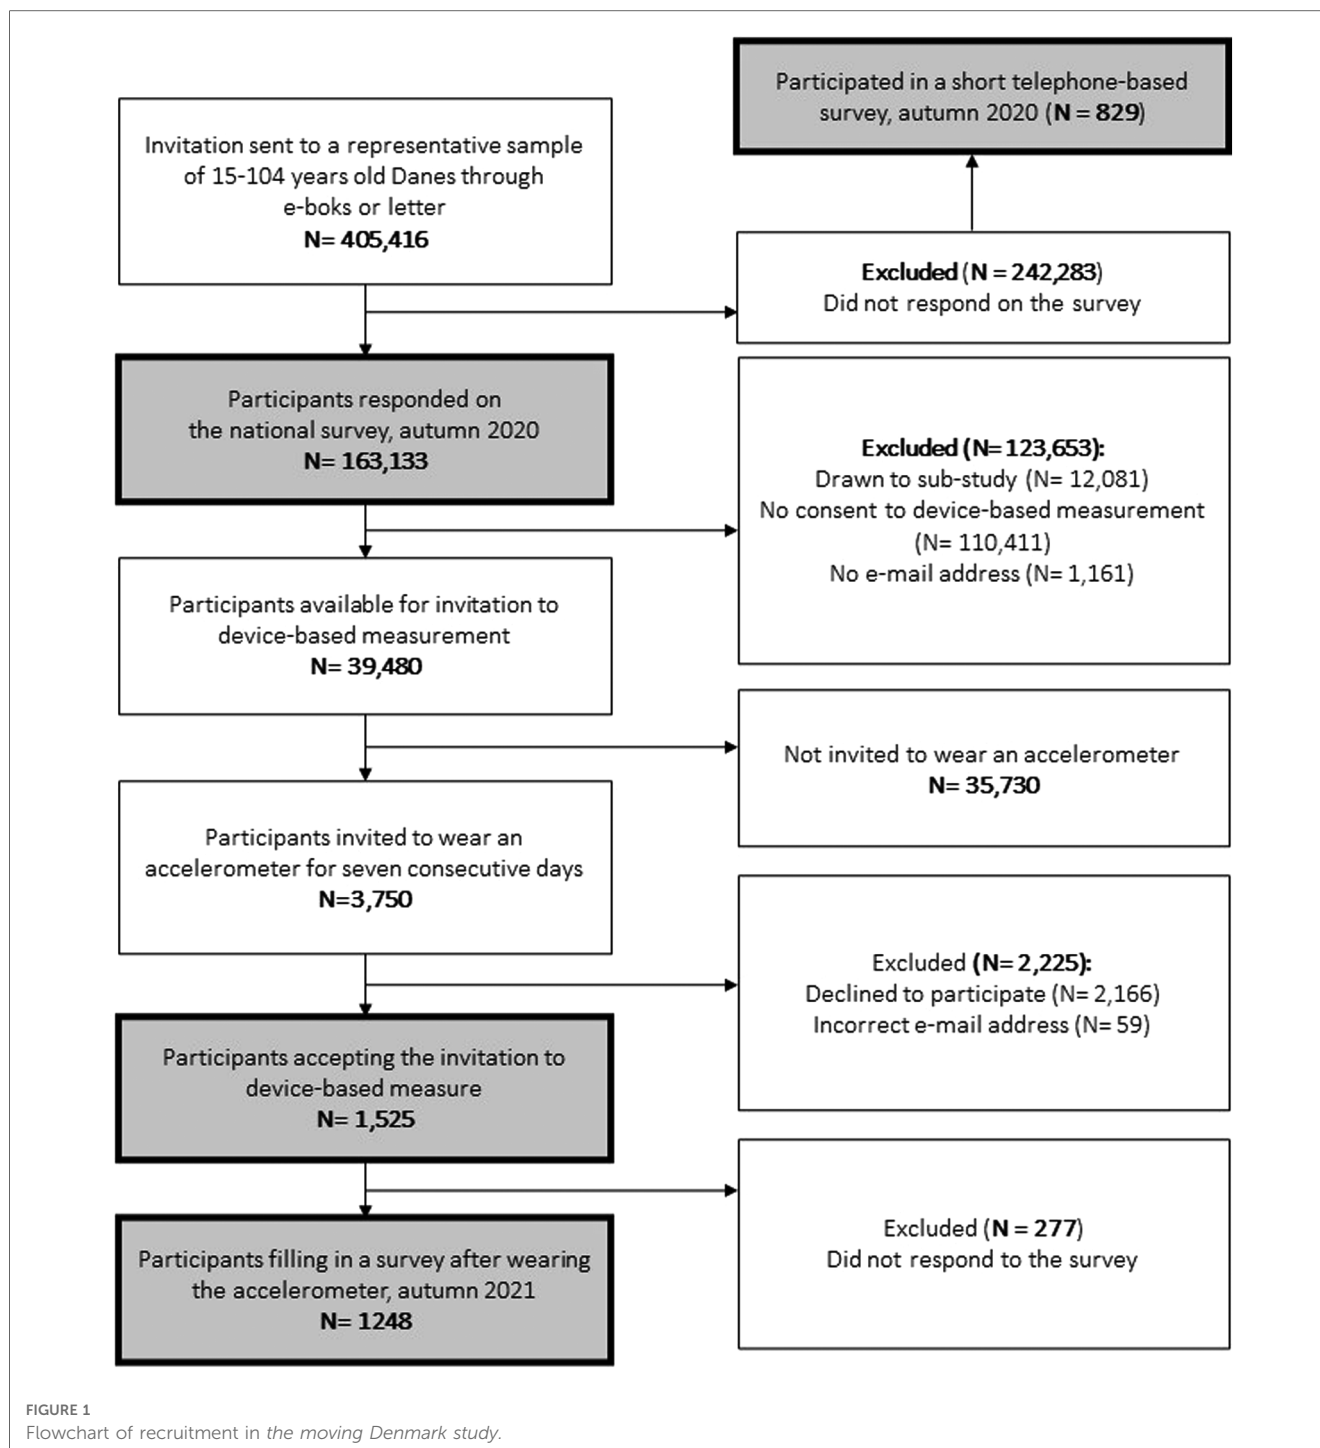 Participated in a short telephone-based
survey, autumn 2020 (N = 829)
Invitation sent to a representative sample
of 15-104 years old Danes through
e-boks or letter
N= 405,416
Excluded (N = 242,283)
Did not respond on the survey
Participants responded on
the national survey, autumn 2020
N= 163,133
Excluded (N= 123,653):
Drawn to sub-study (N= 12,081)
No consent to device-based measurement
(N= 110,411)
No e-mail address (N= 1,161)
Participants available for invitation to
device-based measurement
N= 39,480
Not invited to wear an accelerometer
N= 35,730
Participants invited to wear an
accelerometer for seven consecutive days
N=3,750
Excluded (N= 2,225):
Declined to participate (N= 2,166)
Incorrect e-mail address (N= 59)
Participants accepting the invitation to
device-based measure
N= 1,525
Excluded (N = 277)
Did not respond to the survey
Participants filling in a survey after wearing
the accelerometer, autumn 2021
N= 1248
FIGURE 1
Flowchart of recruitment in the moving Denmark study.